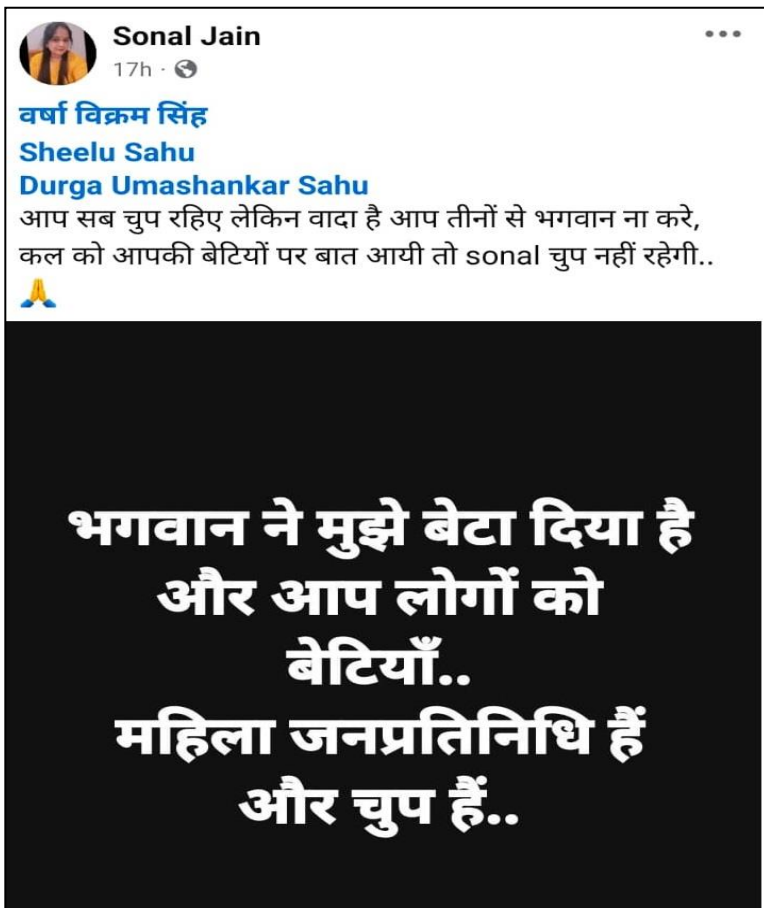 Sonal Jain
17h ·
वर्षा विक्रम सिंह
Sheelu Sahu
Durga Umashankar Sahu
आप सब चुप रहिए लेकिन वादा है आप तीनों से भगवान ना करे,
कल को आपकी बेटियों पर बात आयी तो sonal चुप नहीं रहेगी..
🙏
भगवान ने मुझे बेटा दिया है
और आप लोगों को
बेटियाँ..
महिला जनप्रतिनिधि हैं
और चुप हैं..